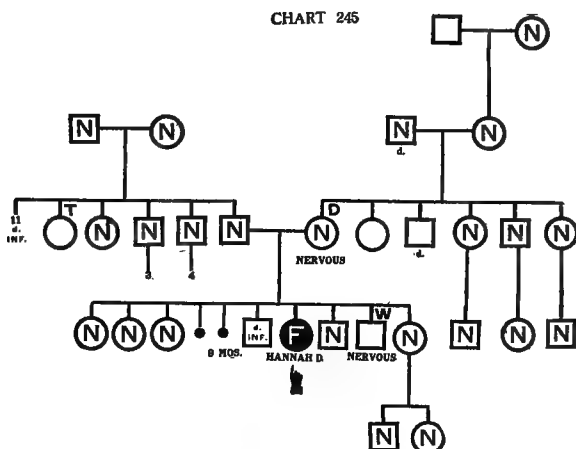 CHART 245
N
N N N N
d.
11 T D
d.
INF. N N N N N N N N
d.
3. 4 NERVOUS
W
N N N d. F N N
INF.
9 MOS. HANNAH D. NERVOUS N N N
N N